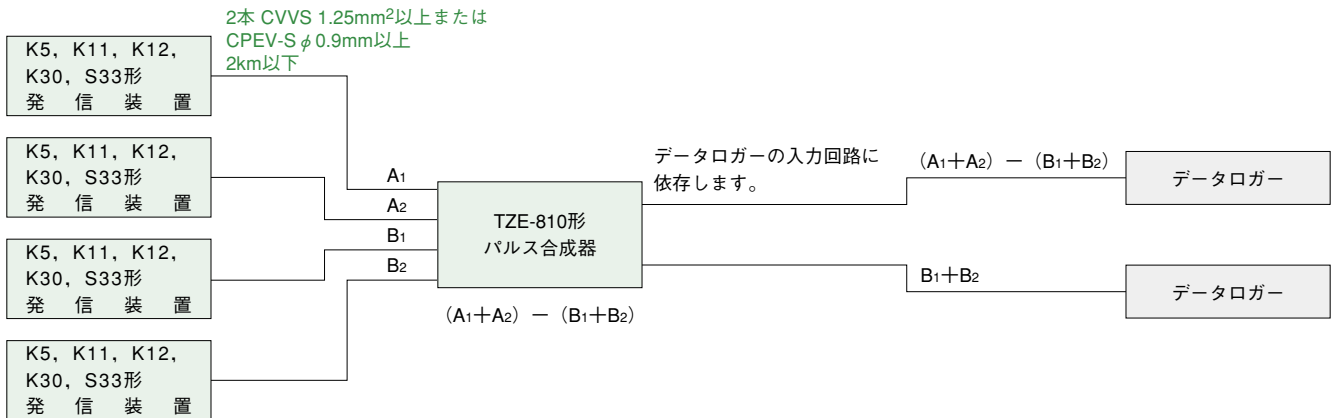 2本 CVVS 1.25mm²以上または
CPEV-Sφ0.9mm以上
2km以下
K5，K11，K12，
K30，S33形
発信装置
K5，K11，K12，
K30，S33形
発信装置
K5，K11，K12，
K30，S33形
発信装置
K5，K11，K12，
K30，S33形
発信装置
A1
A2
B1
B2
TZE-810形
パルス合成器
（A1＋A2）－（B1＋B2）
データロガーの入力回路に
依存します。
（A1＋A2）－（B1＋B2）
データロガー
B1＋B2
データロガー